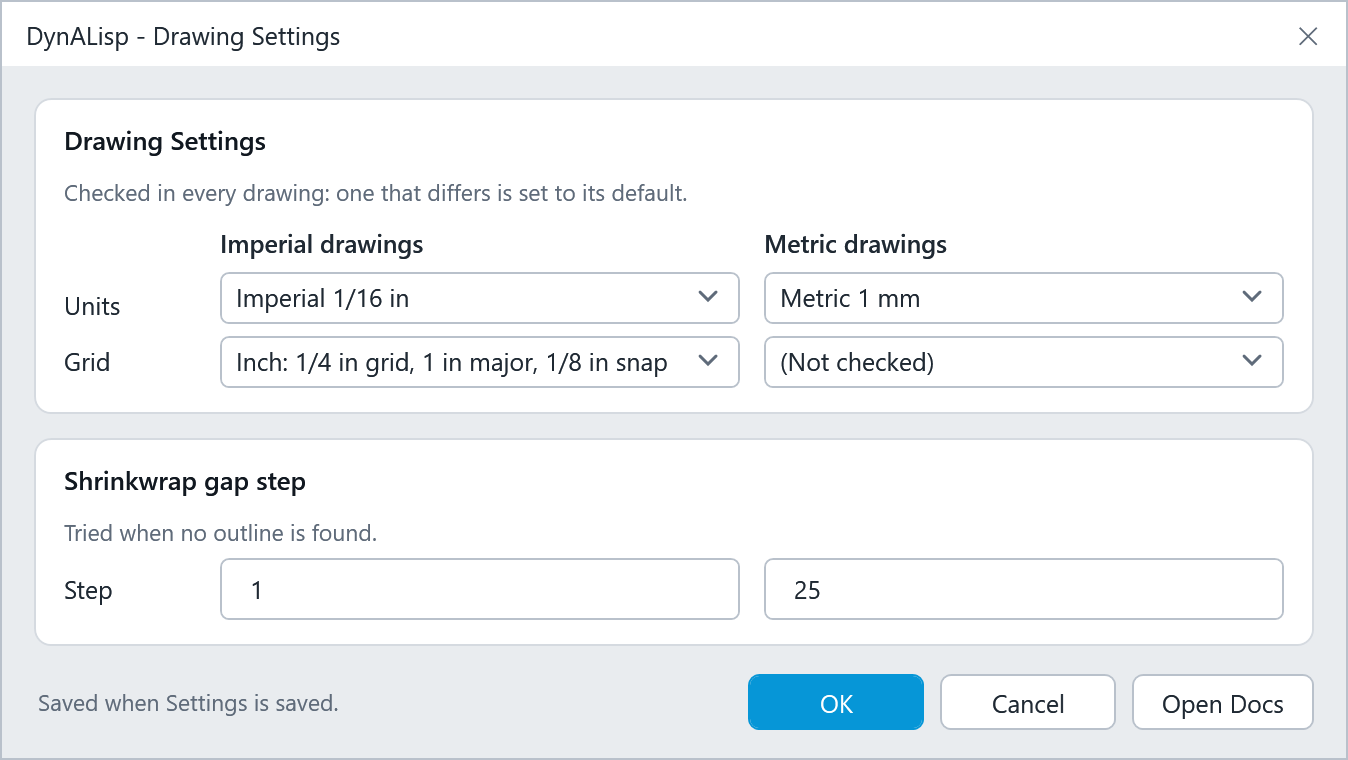 DynALisp - Drawing Settings
Drawing Settings
Checked in every drawing: one that differs is set to its default.
Imperial drawings Metric drawings
Units Imperial 1/16 in Metric 1 mm
Grid Inch: 1/4 in grid, 1 in major, 1/8 in snap (Not checked)
Shrinkwrap gap step
Tried when no outline is found.
Step 1 25
Saved when Settings is saved. OK Cancel Open Docs